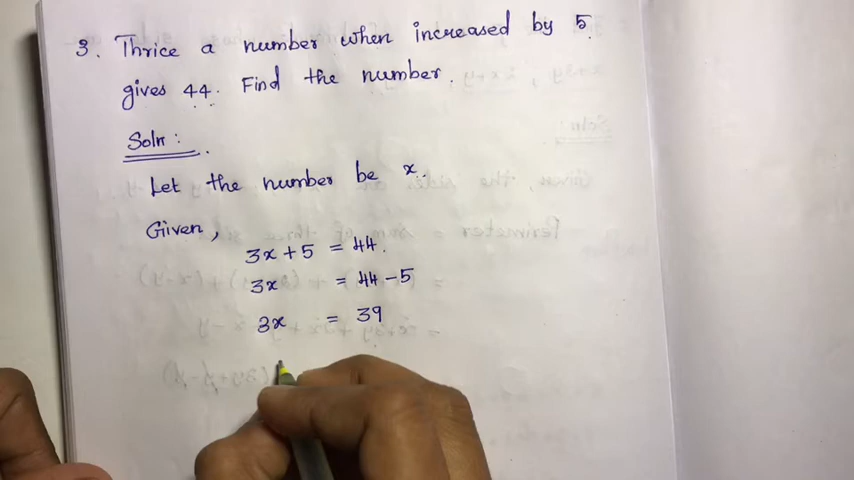 3. Thrice a number when increased by 5
gives 44. Find the number.
Soln:
Let the number be x.
Given,
3x + 5 = 44.
3x = 44 - 5
3x = 39